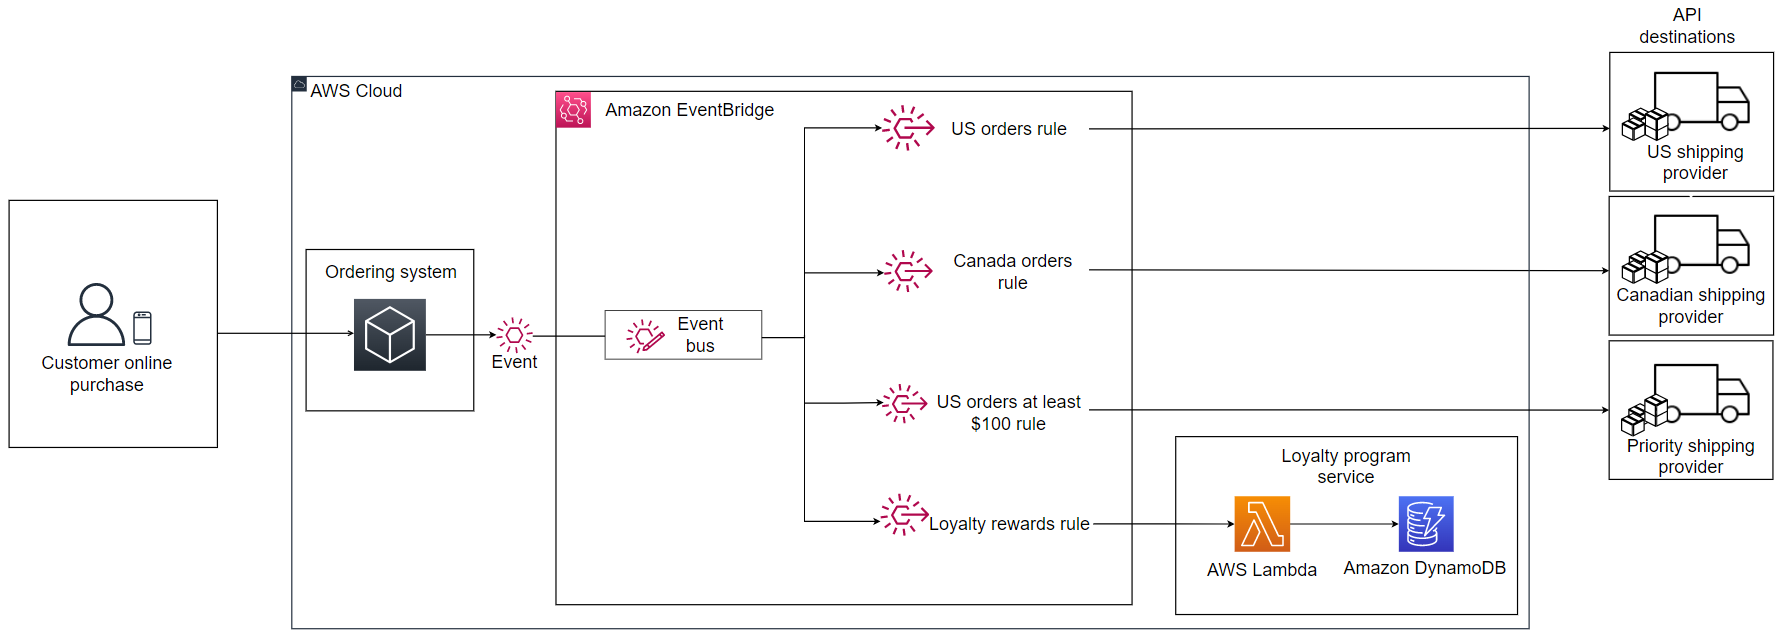 API
destinations
AWS Cloud
Amazon EventBridge
US orders rule
US shipping
provider
Ordering system
Canada orders
rule
Canadian shipping
provider
Event
bus
Event
Customer online
purchase
US orders at least
$100 rule
Priority shipping
provider
Loyalty program
service
Loyalty rewards rule
AWS Lambda
Amazon DynamoDB